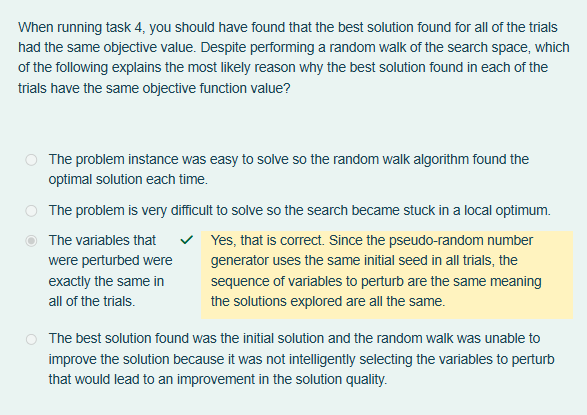 When running task 4, you should have found that the best solution found for all of the trials
had the same objective value. Despite performing a random walk of the search space, which
of the following explains the most likely reason why the best solution found in each of the
trials have the same objective function value?
The problem instance was easy to solve so the random walk algorithm found the
optimal solution each time.
The problem is very difficult to solve so the search became stuck in a local optimum.
The variables that
were perturbed were
exactly the same in
all of the trials.
Yes, that is correct. Since the pseudo-random number
generator uses the same initial seed in all trials, the
sequence of variables to perturb are the same meaning
the solutions explored are all the same.
The best solution found was the initial solution and the random walk was unable to
improve the solution because it was not intelligently selecting the variables to perturb
that would lead to an improvement in the solution quality.